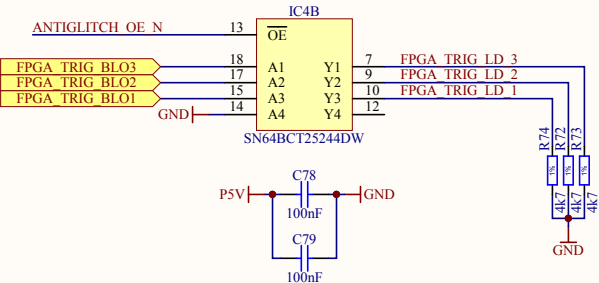 IC4B
ANTIGLITCH_OE_N 13 OE
FPGA_TRIG_BLO3 18 A1 Y1 7 FPGA_TRIG_LD_3
FPGA_TRIG_BLO2 17 A2 Y2 9 FPGA_TRIG_LD_2
FPGA_TRIG_BLO1 15 A3 Y3 10 FPGA_TRIG_LD_1
GND 14 A4 Y4 12
SN64BCT25244DW
R74 R72 R73
1% 1% 1%
4k7 4k7 4k7
GND
C78
P5V GND
100nF
C79
100nF